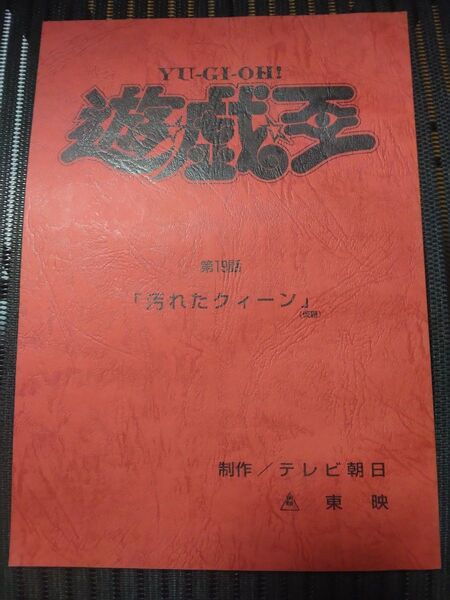 YU-GI-OH!
遊☆戯☆王
第19話
「汚れたクィーン」
(仮題)
制作／テレビ朝日
東映